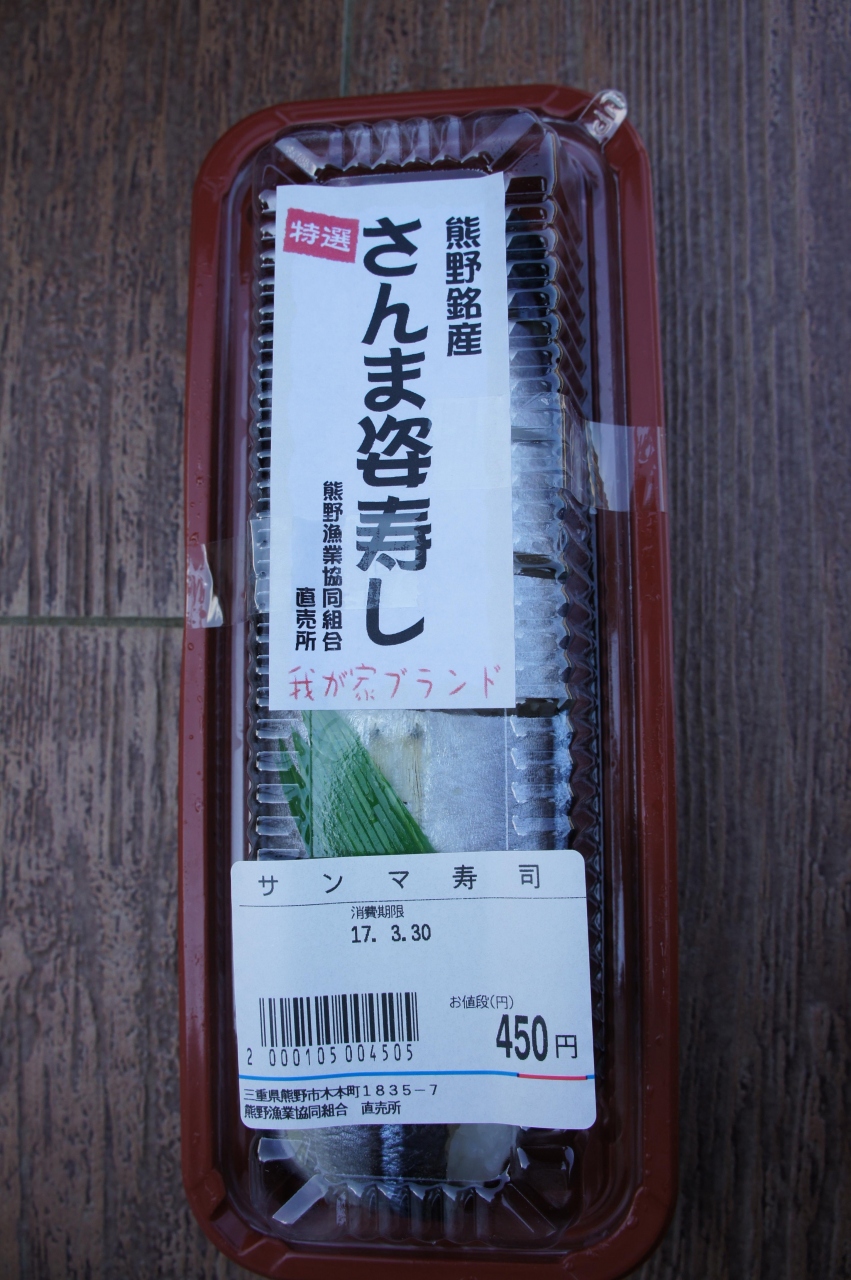 熊野銘産
特選
さんま姿寿し
熊野漁業協同組合
直売所
我が家ブランド
サンマ寿司
消費期限
17. 3.30
お値段(円)
450円
2 000105 004505
三重県熊野市木本町1835-7
熊野漁業協同組合 直売所